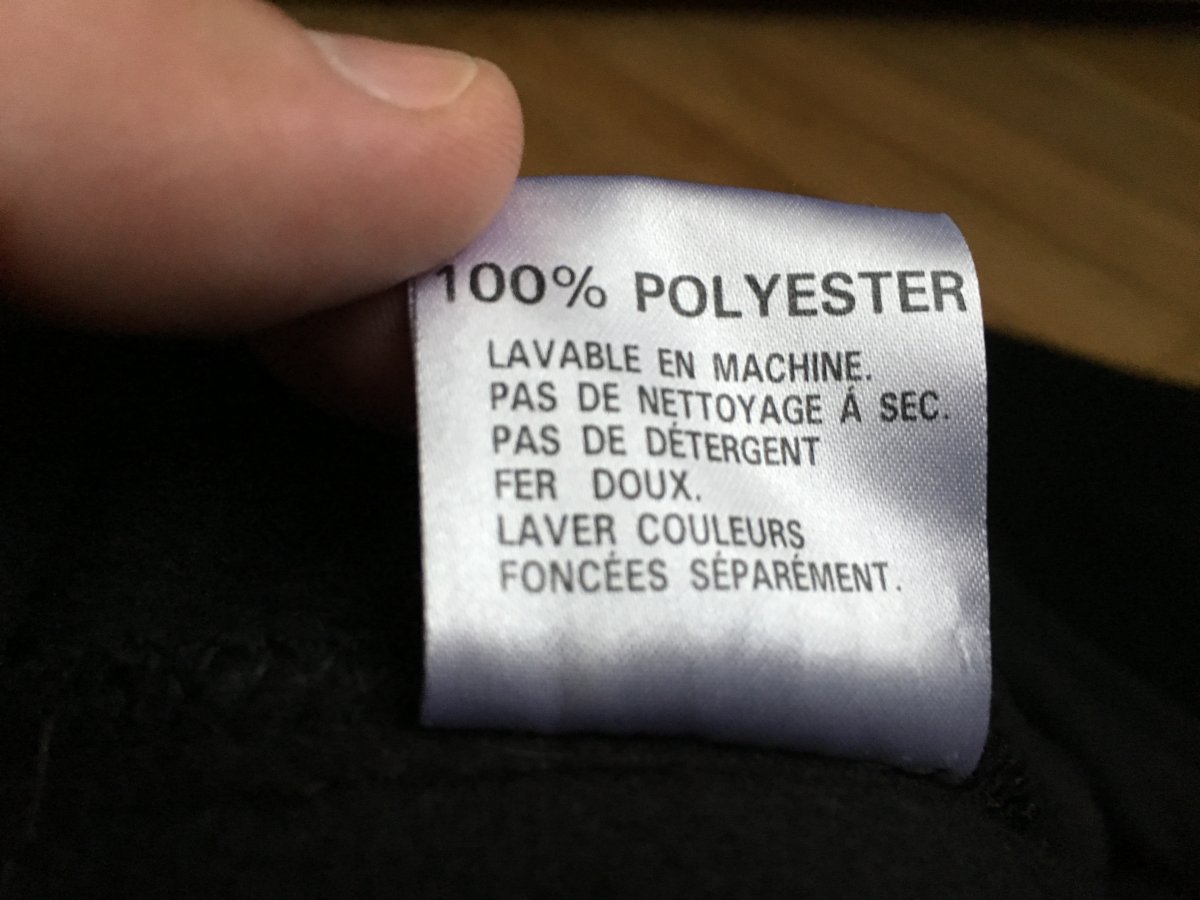 100% POLYESTER
LAVABLE EN MACHINE.
PAS DE NETTOYAGE Á SEC.
PAS DE DÉTERGENT
FER DOUX.
LAVER COULEURS
FONCÉES SÉPARÉMENT.